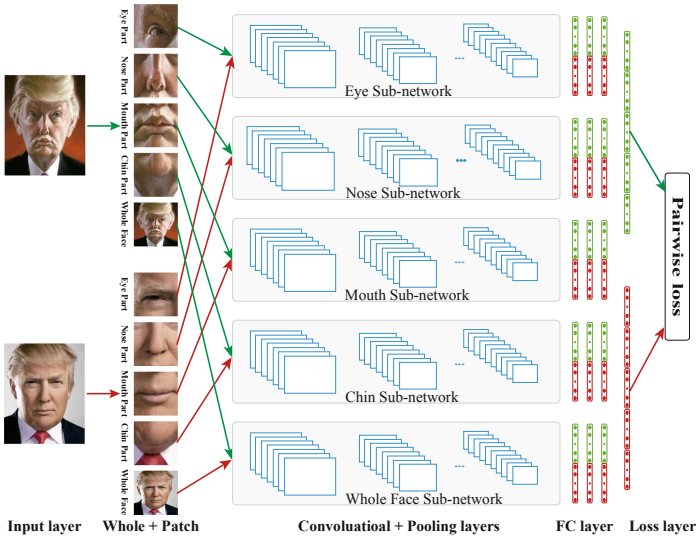 Eye Part
Nose Part
Mouth Part
Chin Part
Whole Face
Eye Part
Nose Part
Mouth Part
Chin Part
Whole Face
Eye Sub-network
Nose Sub-network
Mouth Sub-network
Chin Sub-network
Whole Face Sub-network
Pairwise loss
Input layer
Whole + Patch
Convoluatioal + Pooling layers
FC layer
Loss layer